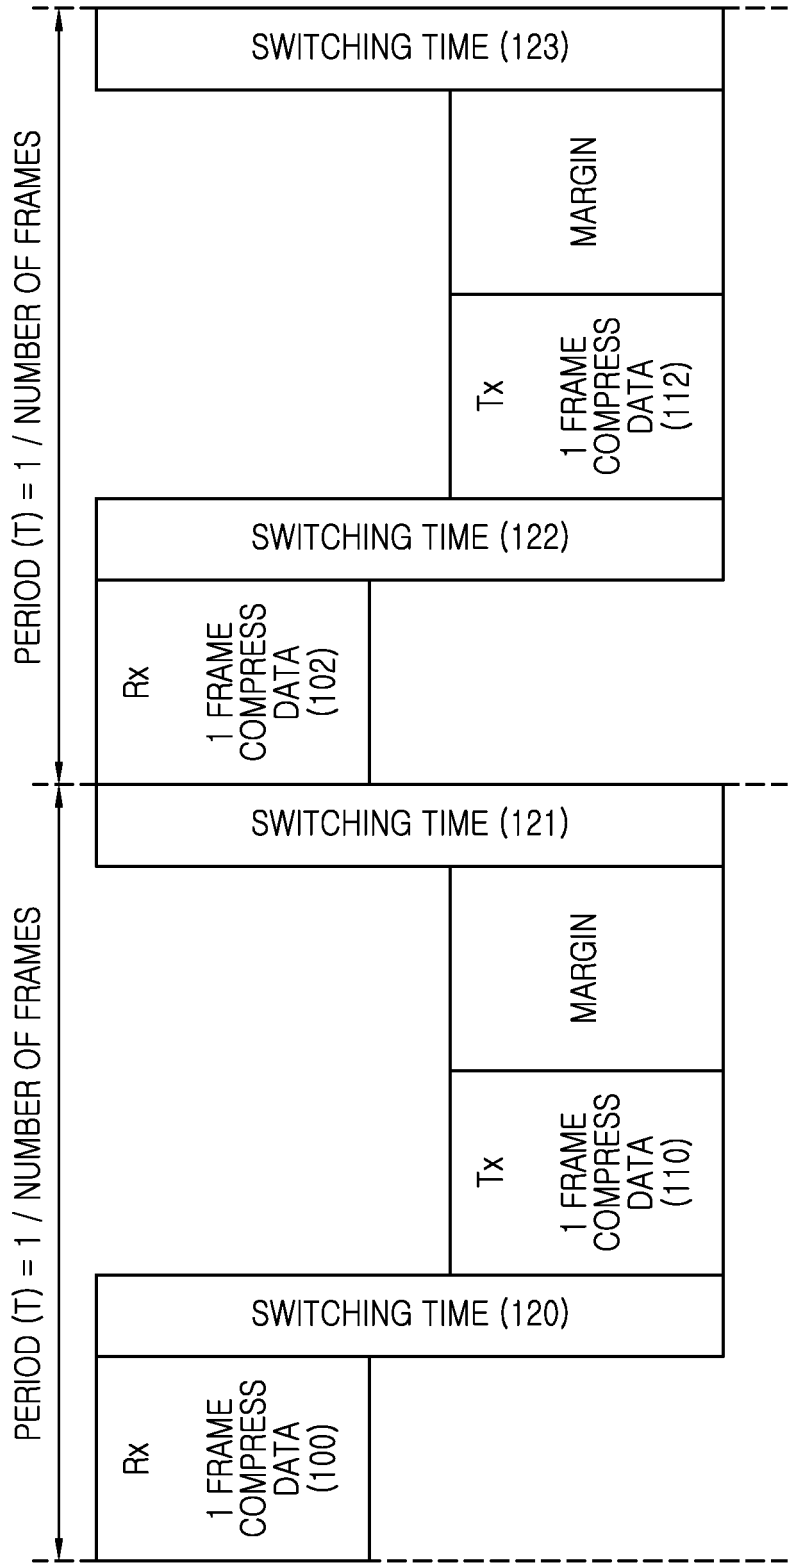 PERIOD (T) = 1 / NUMBER OF FRAMES
PERIOD (T) = 1 / NUMBER OF FRAMES
Rx
1 FRAME
COMPRESS
DATA
(100)
SWITCHING TIME (120)
Tx
1 FRAME
COMPRESS
DATA
(110)
MARGIN
SWITCHING TIME (121)
Rx
1 FRAME
COMPRESS
DATA
(102)
SWITCHING TIME (122)
Tx
1 FRAME
COMPRESS
DATA
(112)
MARGIN
SWITCHING TIME (123)